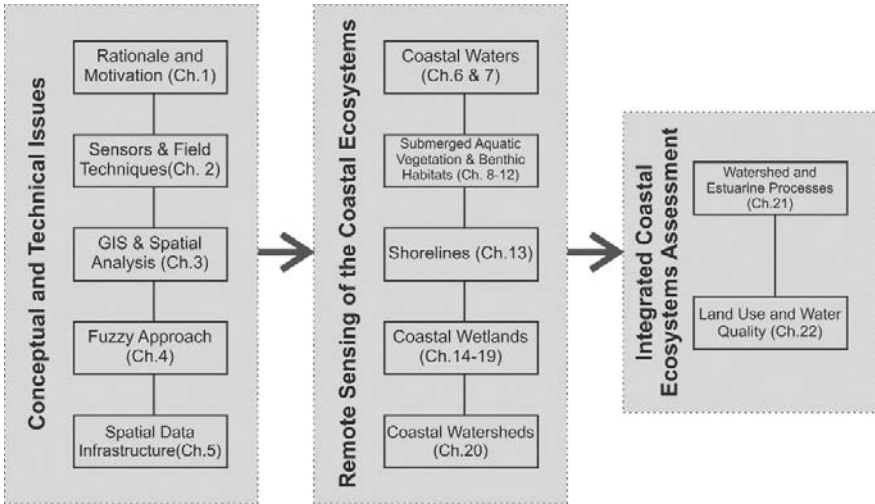 Conceptual and Technical Issues
Rationale and
Motivation (Ch.1)
Sensors & Field
Techniques(Ch. 2)
GIS & Spatial
Analysis (Ch.3)
Fuzzy Approach
(Ch.4)
Spatial Data
Infrastructure(Ch.5)
Remote Sensing of the Coastal Ecosystems
Coastal Waters
(Ch.6 & 7)
Submerged Aquatic
Vegetation & Benthic
Habitats (Ch. 8-12)
Shorelines (Ch.13)
Coastal Wetlands
(Ch.14-19)
Coastal Watersheds
(Ch.20)
Integrated Coastal
Ecosystems Assessment
Watershed and
Estuarine Processes
(Ch.21)
Land Use and Water
Quality (Ch.22)